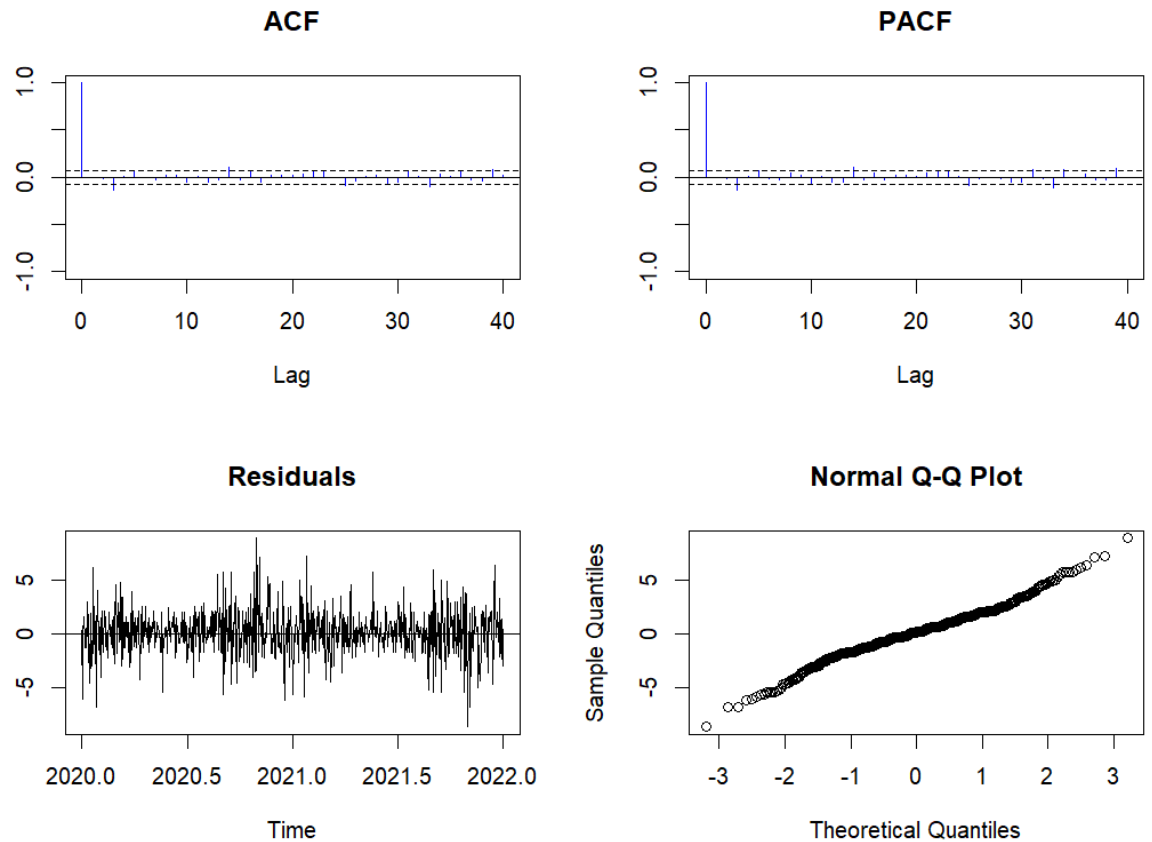 ACF
1.0
0.0
-1.0
0 10 20 30 40
Lag
PACF
1.0
0.0
-1.0
0 10 20 30 40
Lag
Residuals
5
0
-5
2020.0 2020.5 2021.0 2021.5 2022.0
Time
Normal Q-Q Plot
Sample Quantiles
5
0
-5
-3 -2 -1 0 1 2 3
Theoretical Quantiles